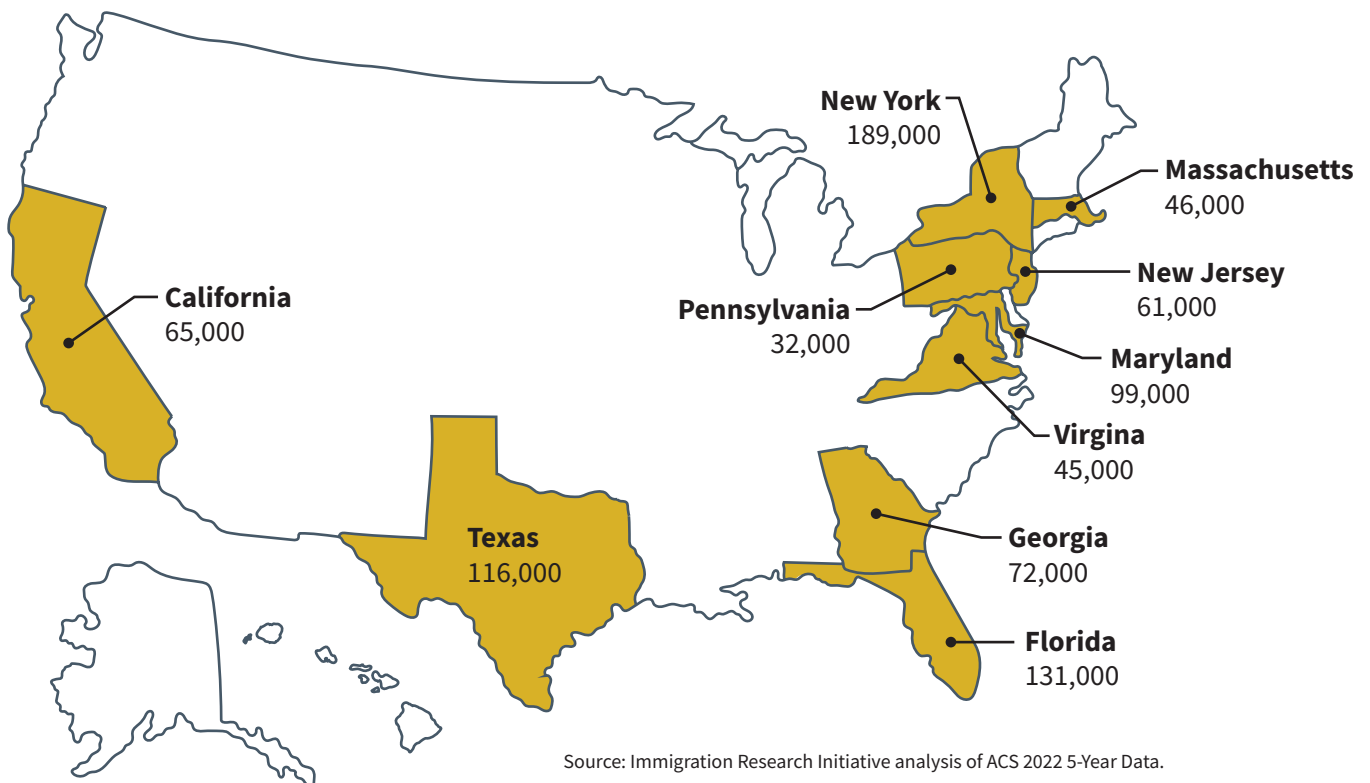 New York
189,000
Massachusetts
46,000
California
65,000
New Jersey
61,000
Pennsylvania
32,000
Maryland
99,000
Virgina
45,000
Texas
116,000
Georgia
72,000
Florida
131,000
Source: Immigration Research Initiative analysis of ACS 2022 5-Year Data.